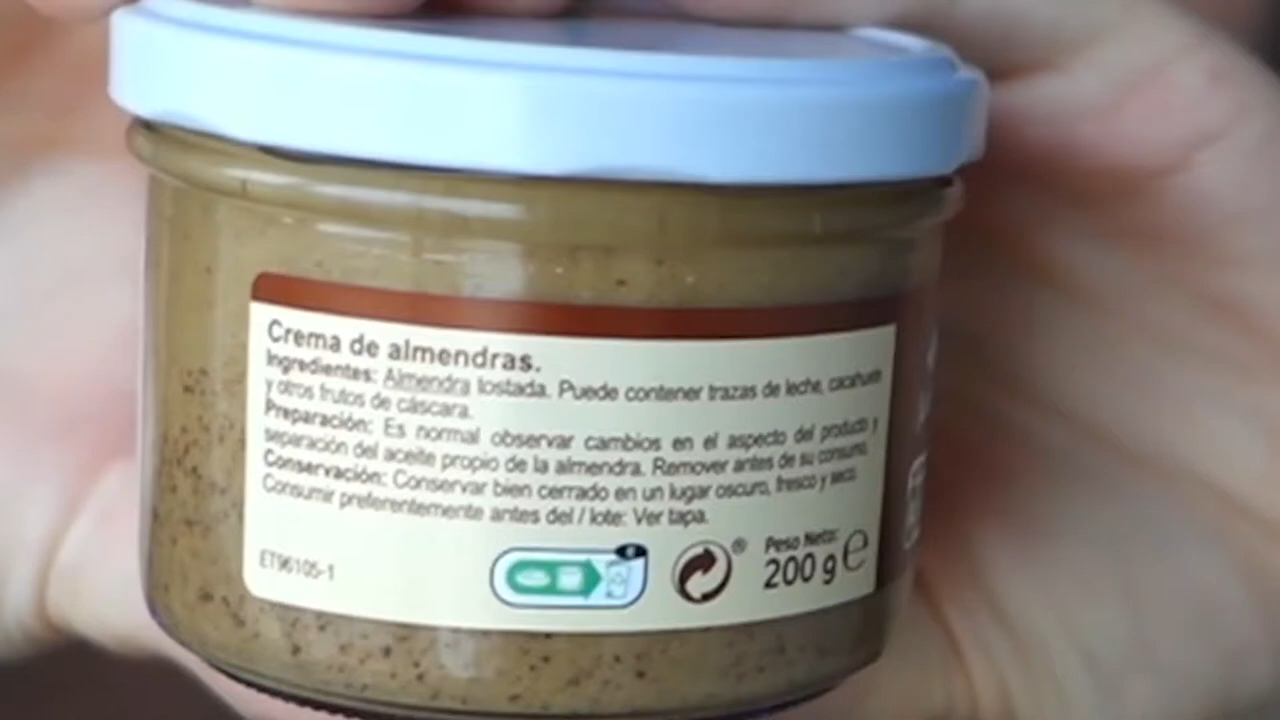 Crema de almendras.
Ingredientes: Almendra tostada. Puede contener trazas de leche, cacahuete
y otros frutos de cáscara.
Preparación: Es normal observar cambios en el aspecto del producto y
separación del aceite propio de la almendra. Remover antes de su consumo.
Conservación: Conservar bien cerrado en un lugar oscuro, fresco y seco.
Consumir preferentemente antes del / lote: Ver tapa.
ET96105-1
® Peso Neto:
200 g e